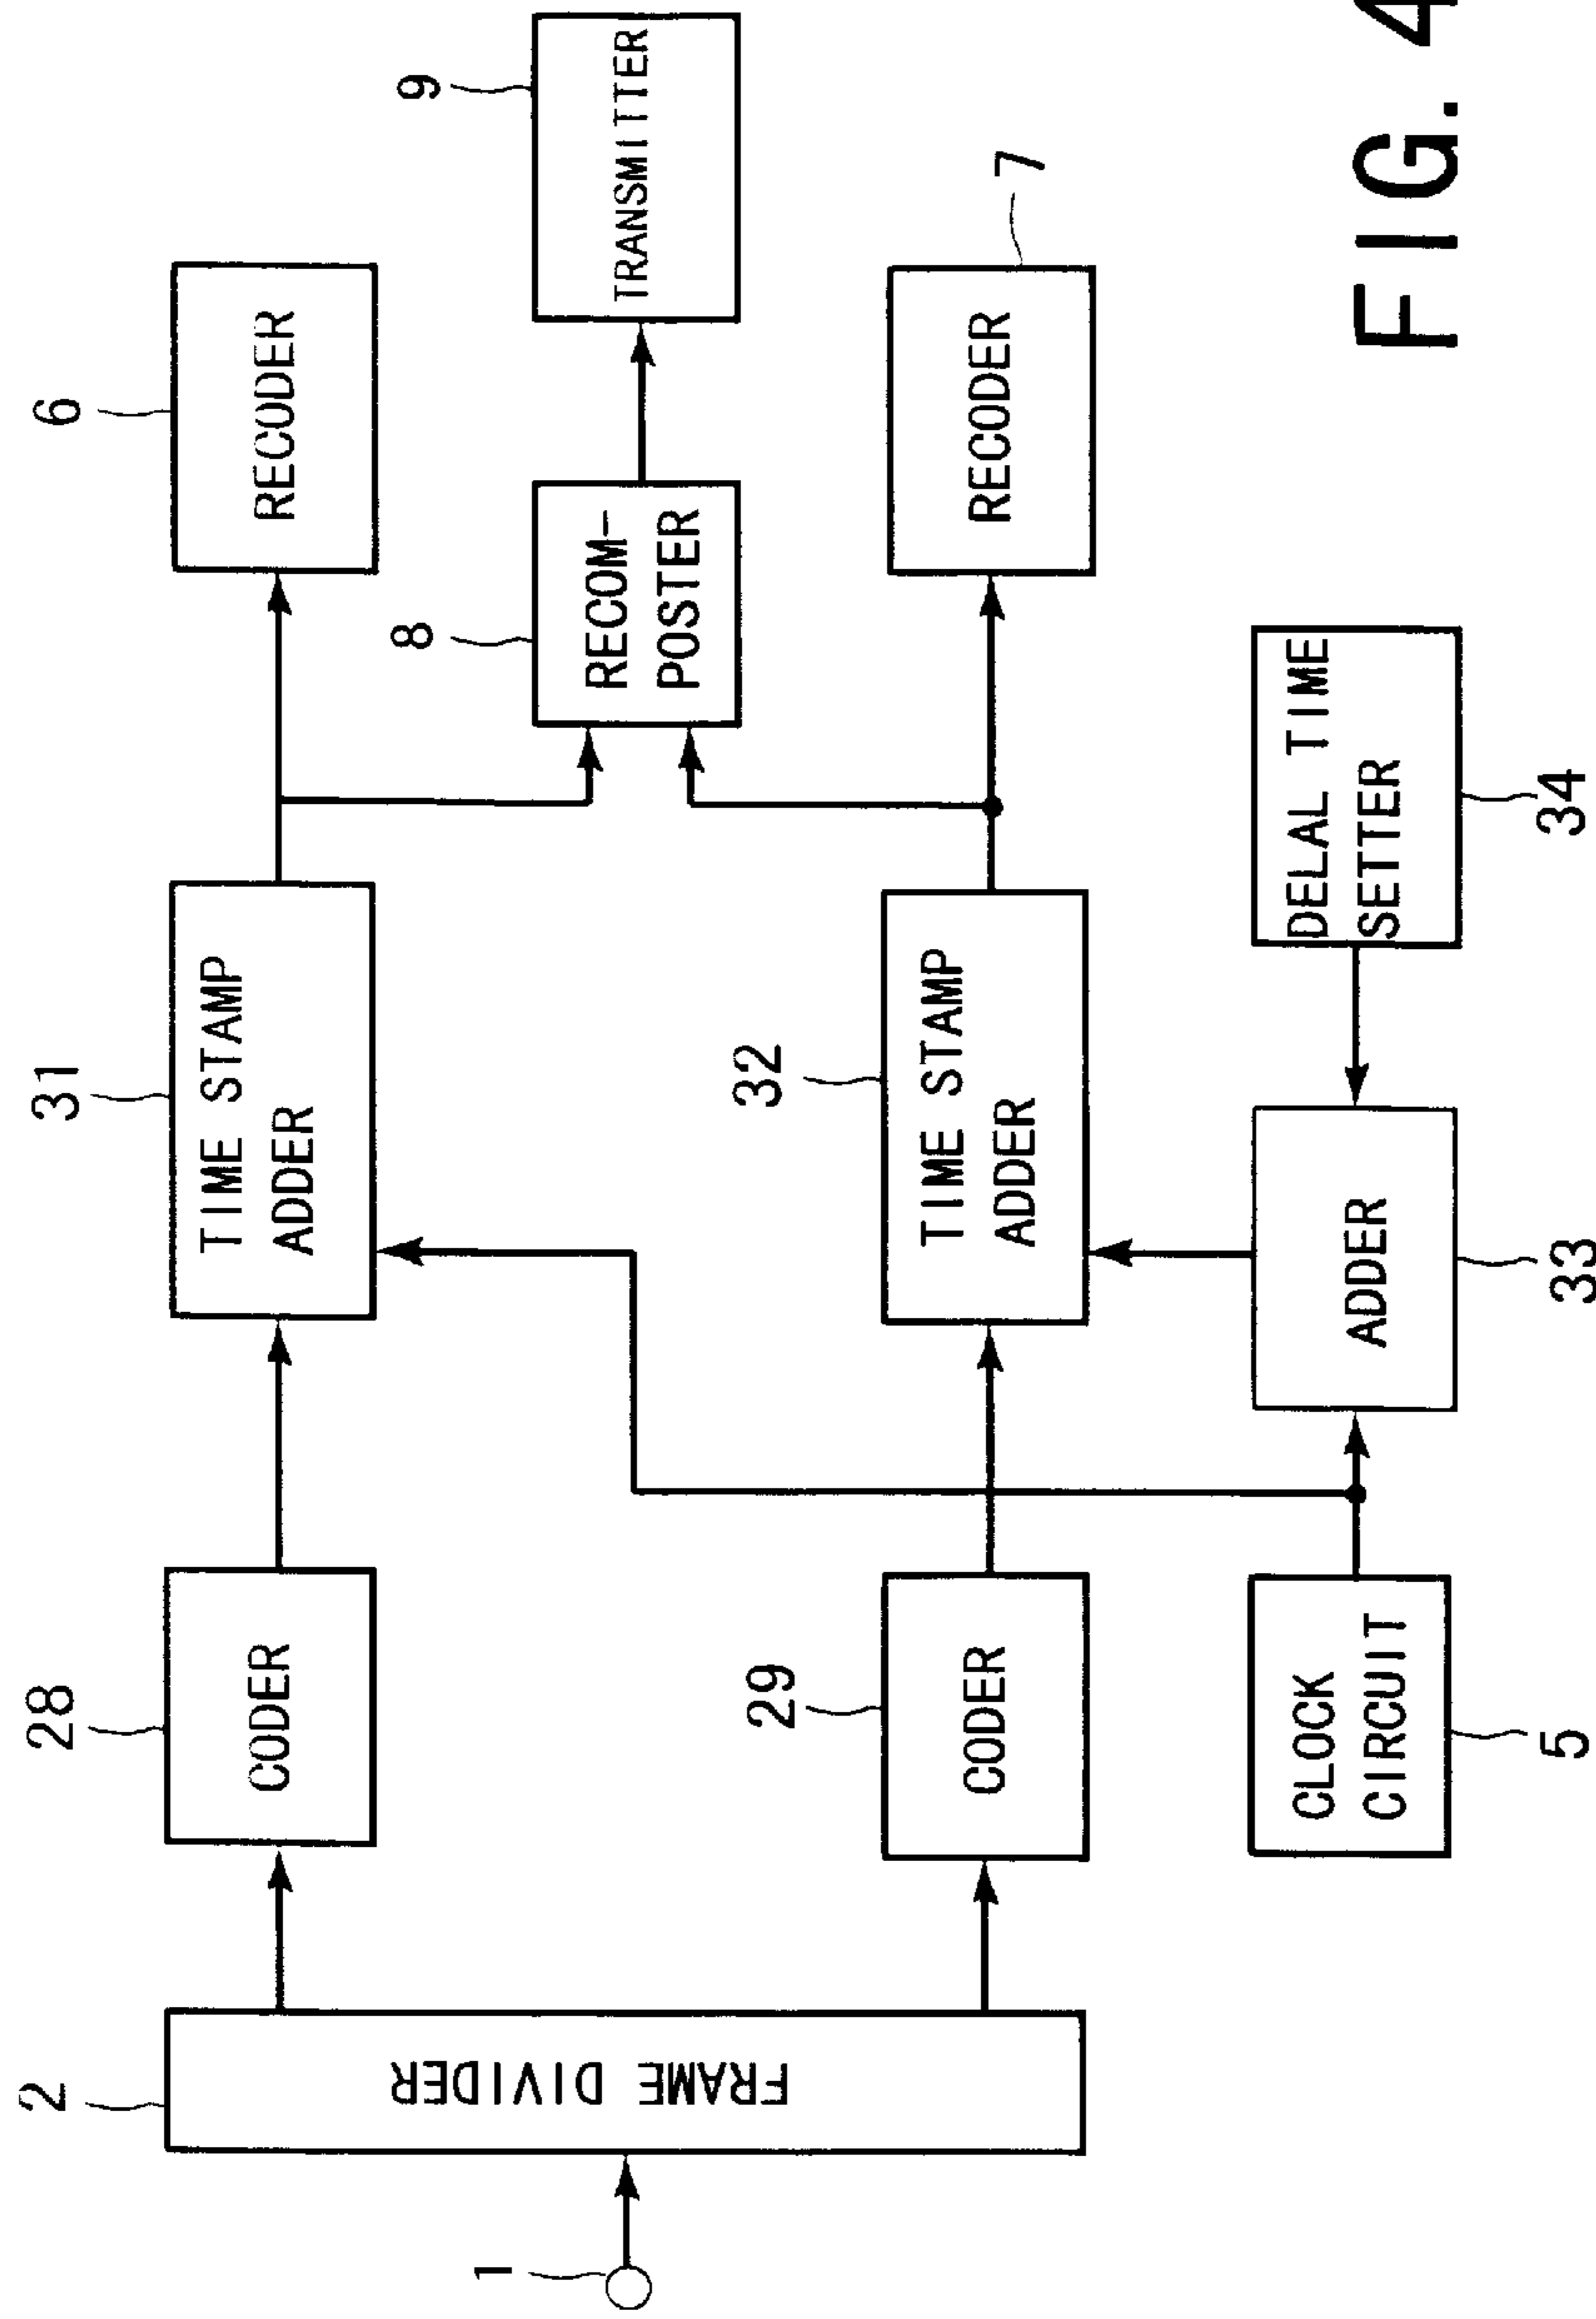 1
2
FRAME DIVIDER
28
CODER
29
CODER
5
CLOCK
CIRCUIT
31
TIME STAMP
ADDER
32
TIME STAMP
ADDER
33
ADDER
34
DELAL TIME
SETTER
6
RECODER
8
RECOM-
POSTER
7
RECODER
9
TRANSMITTER
FIG. 4